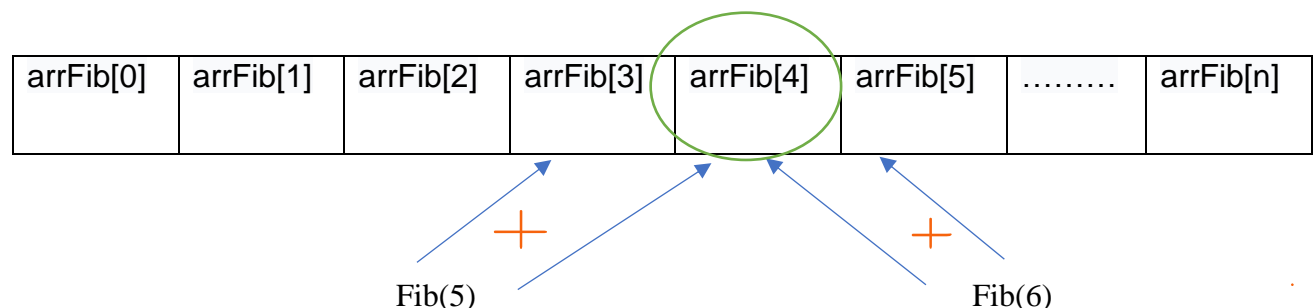 arrFib[0] arrFib[1] arrFib[2] arrFib[3] arrFib[4] arrFib[5] ……… arrFib[n]
+ +
Fib(5) Fib(6)